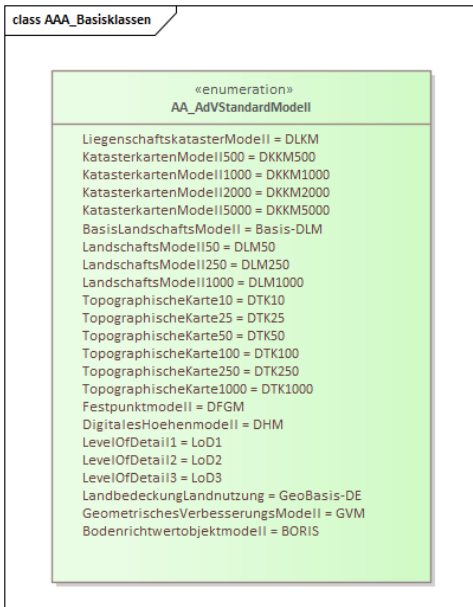 class AAA_Basisklassen
«enumeration»
AA_AdVStandardModell
LiegenschaftskatasterModell = DLKM
KatasterkartenModell500 = DKKM500
KatasterkartenModell1000 = DKKM1000
KatasterkartenModell2000 = DKKM2000
KatasterkartenModell5000 = DKKM5000
BasisLandschaftsModell = Basis-DLM
LandschaftsModell50 = DLM50
LandschaftsModell250 = DLM250
LandschaftsModell1000 = DLM1000
TopographischeKarte10 = DTK10
TopographischeKarte25 = DTK25
TopographischeKarte50 = DTK50
TopographischeKarte100 = DTK100
TopographischeKarte250 = DTK250
TopographischeKarte1000 = DTK1000
Festpunktmodell = DFGM
DigitalesHoehenmodell = DHM
LevelOfDetail1 = LoD1
LevelOfDetail2 = LoD2
LevelOfDetail3 = LoD3
LandbedeckungLandnutzung = GeoBasis-DE
GeometrischesVerbesserungsModell = GVM
Bodenrichtwertobjektmodell = BORIS